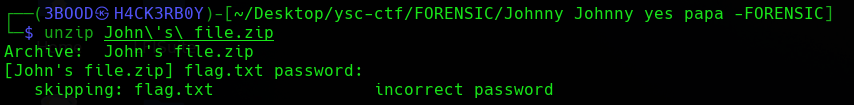 ┌──(3BOOD㉿H4CK3RB0Y)-[~/Desktop/ysc-ctf/FORENSIC/Johnny Johnny yes papa -FORENSIC]
└─$ unzip John\'s\ file.zip
Archive:  John's file.zip
[John's file.zip] flag.txt password:
   skipping: flag.txt                incorrect password